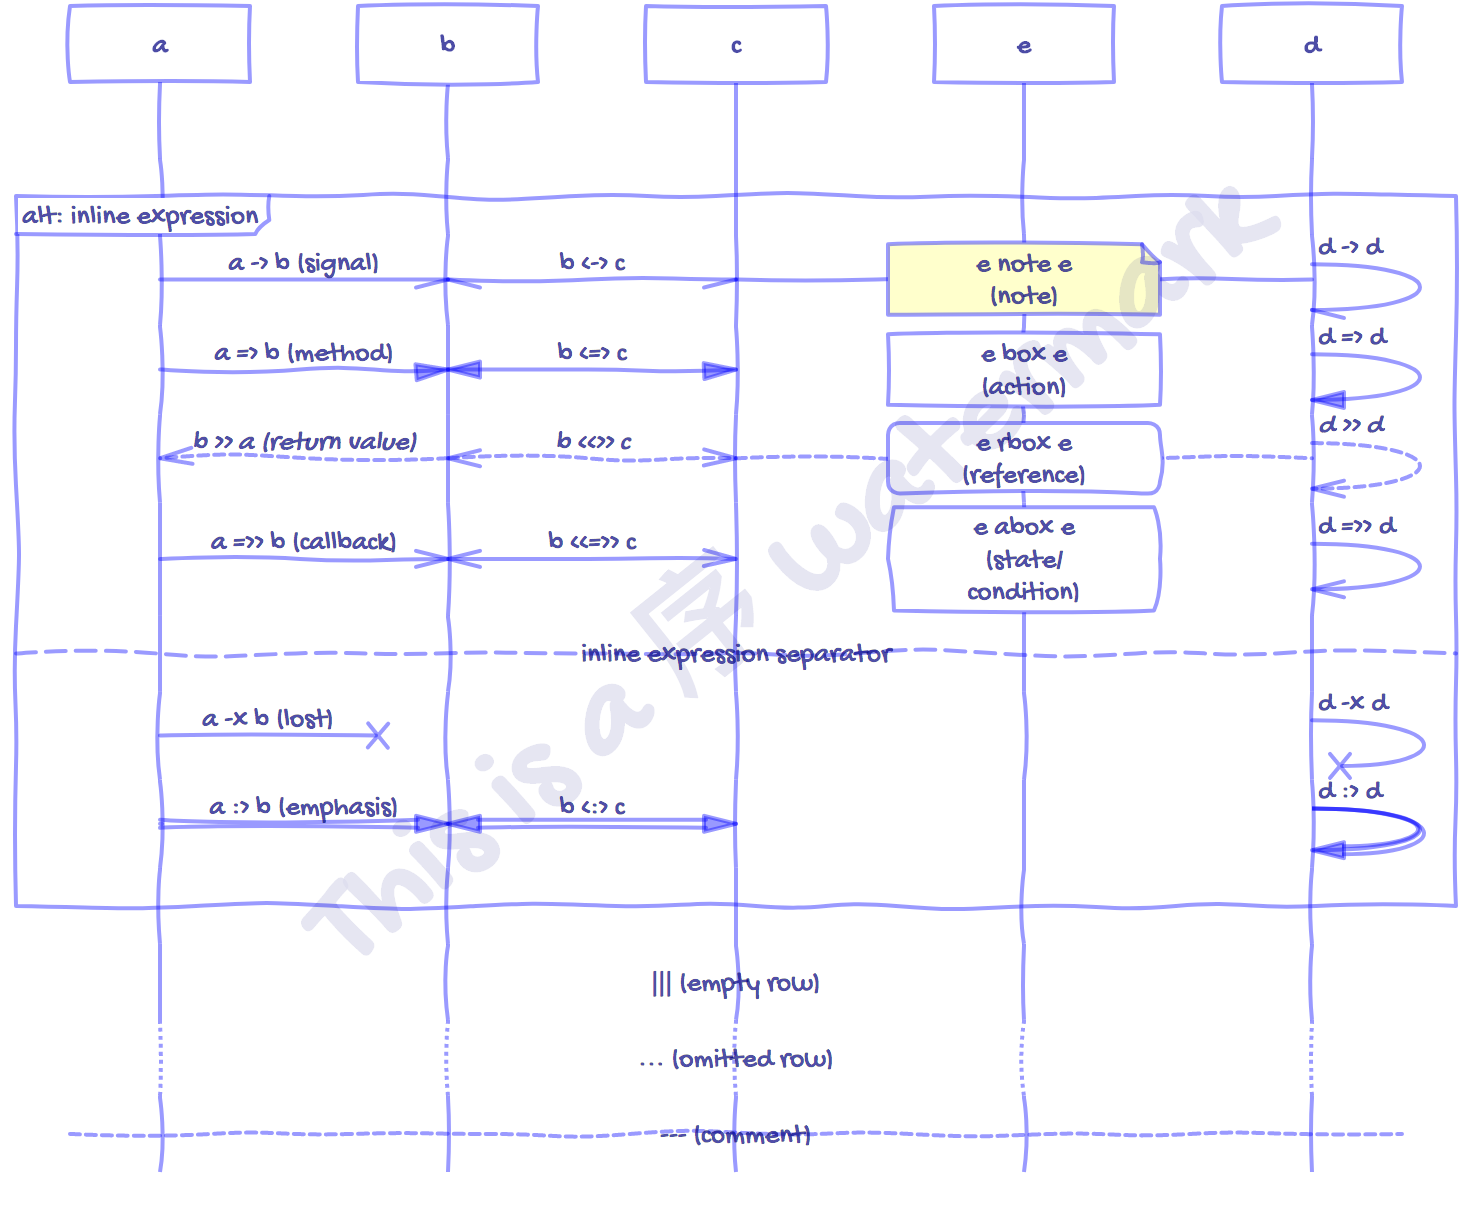 a
b
c
e
d
alt: inline expression
a -> b (signal)
b <-> c
e note e
(note)
d -> d
a => b (method)
b <=> c
e box e
(action)
d => d
b >> a (return value)
b <<>> c
e rbox e
(reference)
d >> d
a =>> b (callback)
b <<=>> c
e abox e
(state/
condition)
d =>> d
inline expression separator
a -x b (lost)
d -x d
a :> b (emphasis)
b <:> c
d :> d
||| (empty row)
... (omitted row)
--- (comment)
This is a 序 watermark